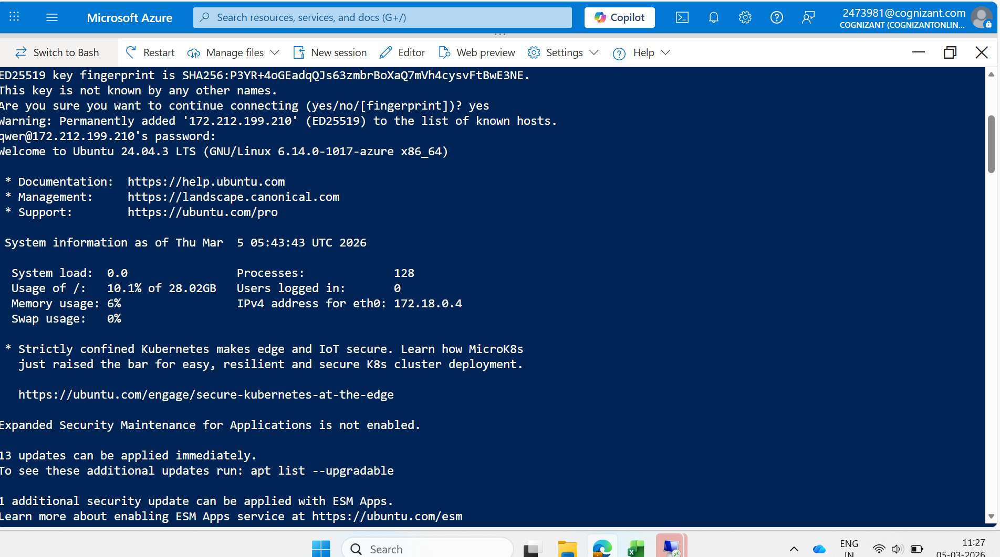 Microsoft Azure
Search resources, services, and docs (G+/)
Copilot
2473981@cognizant.com
COGNIZANT (COGNIZANTONLIN...
Switch to Bash
Restart
Manage files
New session
Editor
Web preview
Settings
Help
ED25519 key fingerprint is SHA256:P3YR+4oGEadqQJs63zmbrBoXaQ7mVh4cysvFtBwE3NE.
This key is not known by any other names.
Are you sure you want to continue connecting (yes/no/[fingerprint])? yes
Warning: Permanently added '172.212.199.210' (ED25519) to the list of known hosts.
qwer@172.212.199.210's password:
Welcome to Ubuntu 24.04.3 LTS (GNU/Linux 6.14.0-1017-azure x86_64)
* Documentation:  https://help.ubuntu.com
* Management:     https://landscape.canonical.com
* Support:        https://ubuntu.com/pro
System information as of Thu Mar  5 05:43:43 UTC 2026
System load:  0.0                Processes:             128
Usage of /:   10.1% of 28.02GB   Users logged in:       0
Memory usage: 6%                 IPv4 address for eth0: 172.18.0.4
Swap usage:   0%
* Strictly confined Kubernetes makes edge and IoT secure. Learn how MicroK8s
just raised the bar for easy, resilient and secure K8s cluster deployment.
https://ubuntu.com/engage/secure-kubernetes-at-the-edge
Expanded Security Maintenance for Applications is not enabled.
13 updates can be applied immediately.
To see these additional updates run: apt list --upgradable
1 additional security update can be applied with ESM Apps.
Learn more about enabling ESM Apps service at https://ubuntu.com/esm
Search
ENG
IN
11:27
05-03-2026